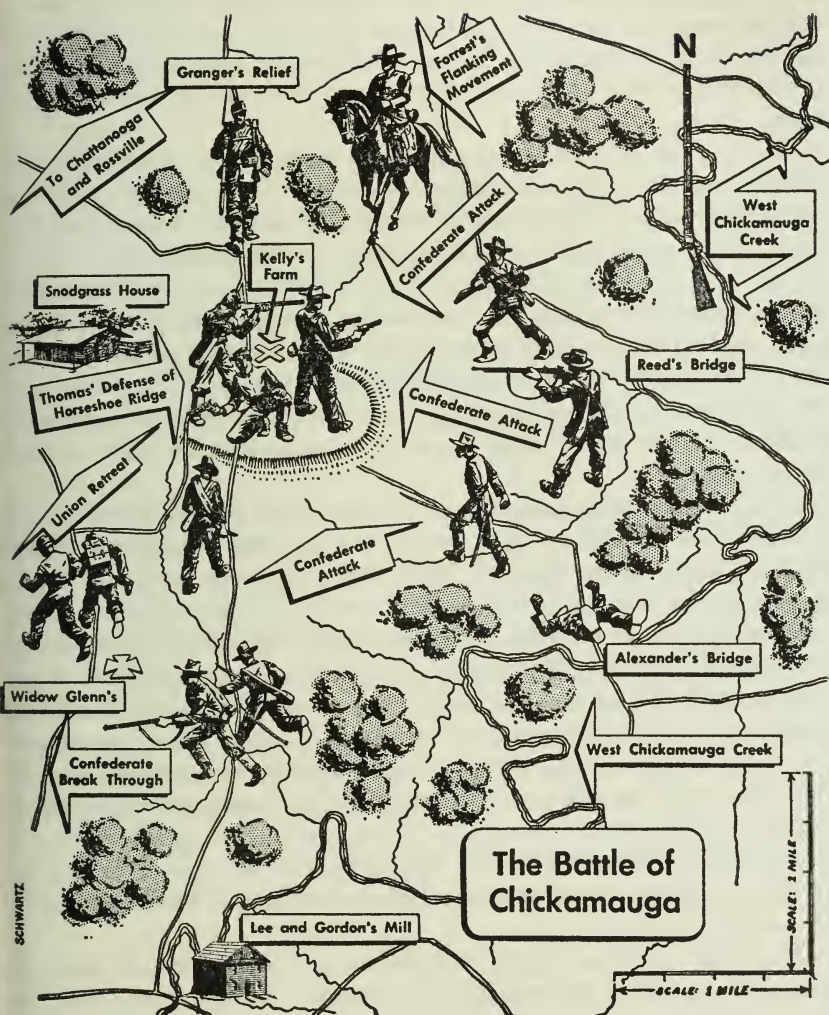 Granger's Relief
Forrest's
Flanking
Movement
N
To Chattanooga
and Rossville
West
Chickamauga
Creek
Confederate Attack
Kelly's
Farm
Snodgrass House
Reed's Bridge
Thomas' Defense of
Horseshoe Ridge
Confederate Attack
Union Retreat
Confederate
Attack
Alexander's Bridge
Widow Glenn's
Confederate
Break Through
West Chickamauga Creek
The Battle of
Chickamauga
SCALE: 1 MILE
SCHWARTZ
Lee and Gordon's Mill
SCALE: 1 MILE